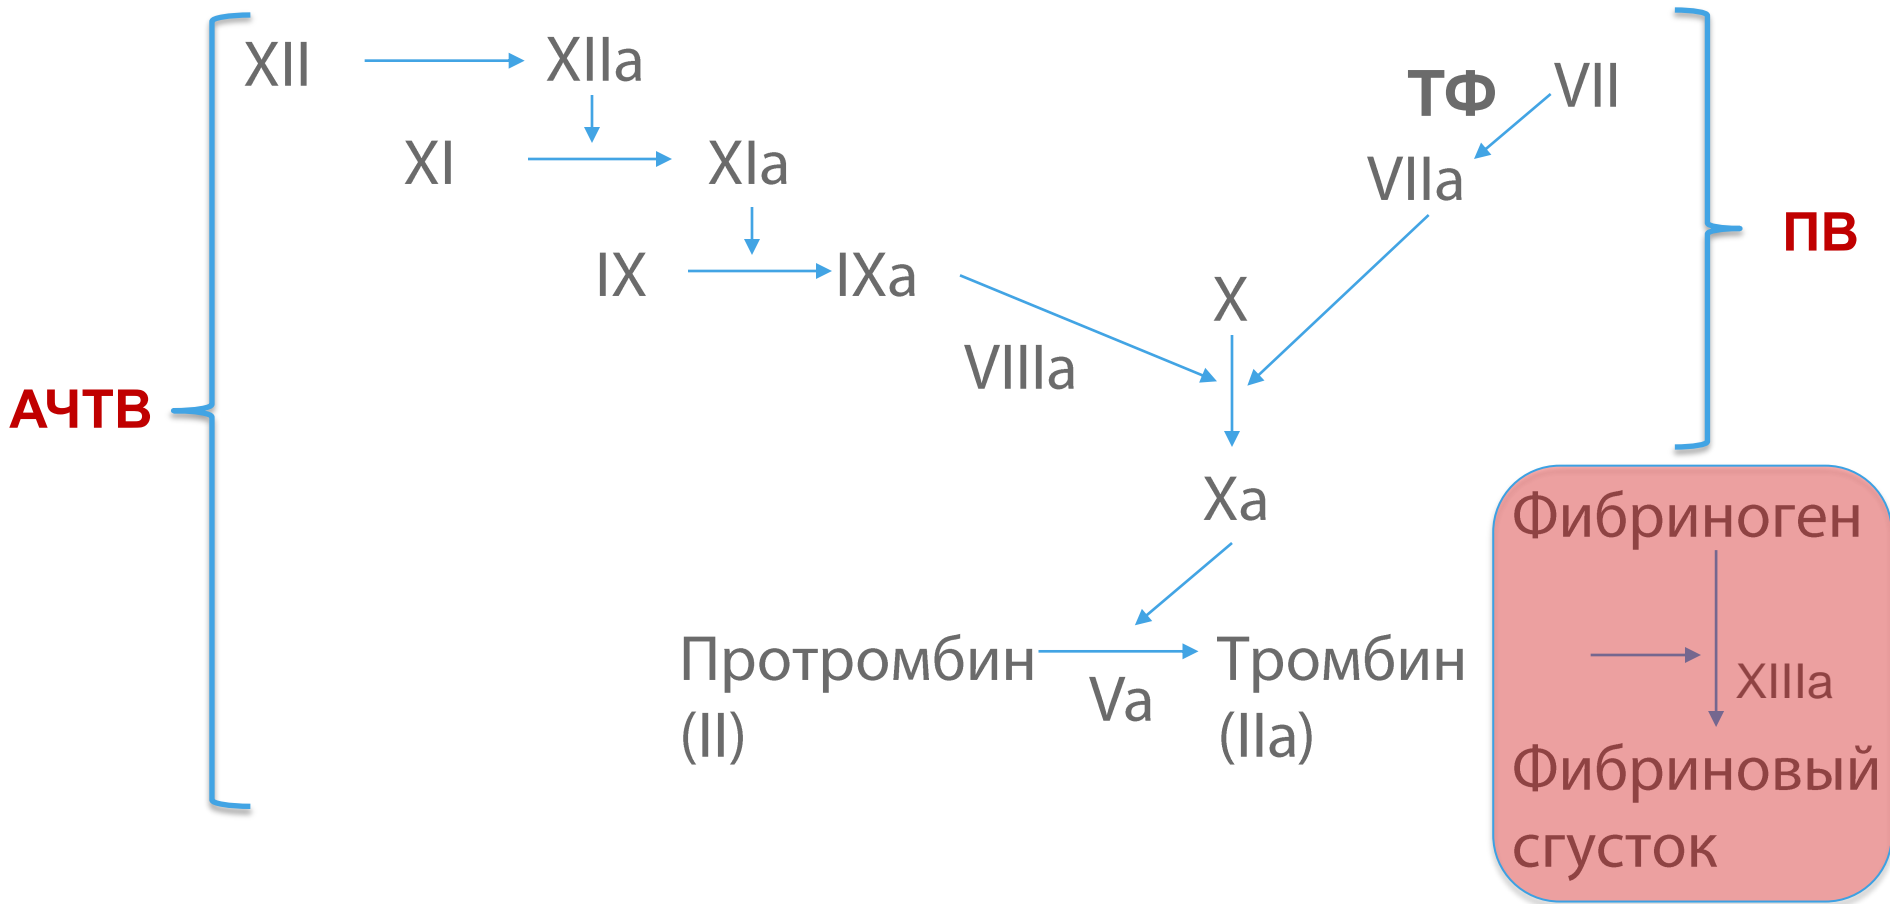 XII
XIIa
ТФ
VII
XI
XIa
VIIa
ПВ
IX
IXa
X
VIIIa
АЧТВ
Xa
Фибриноген
Протромбин
(II)
Va
Тромбин
(IIa)
XIIIa
Фибриновый
сгусток